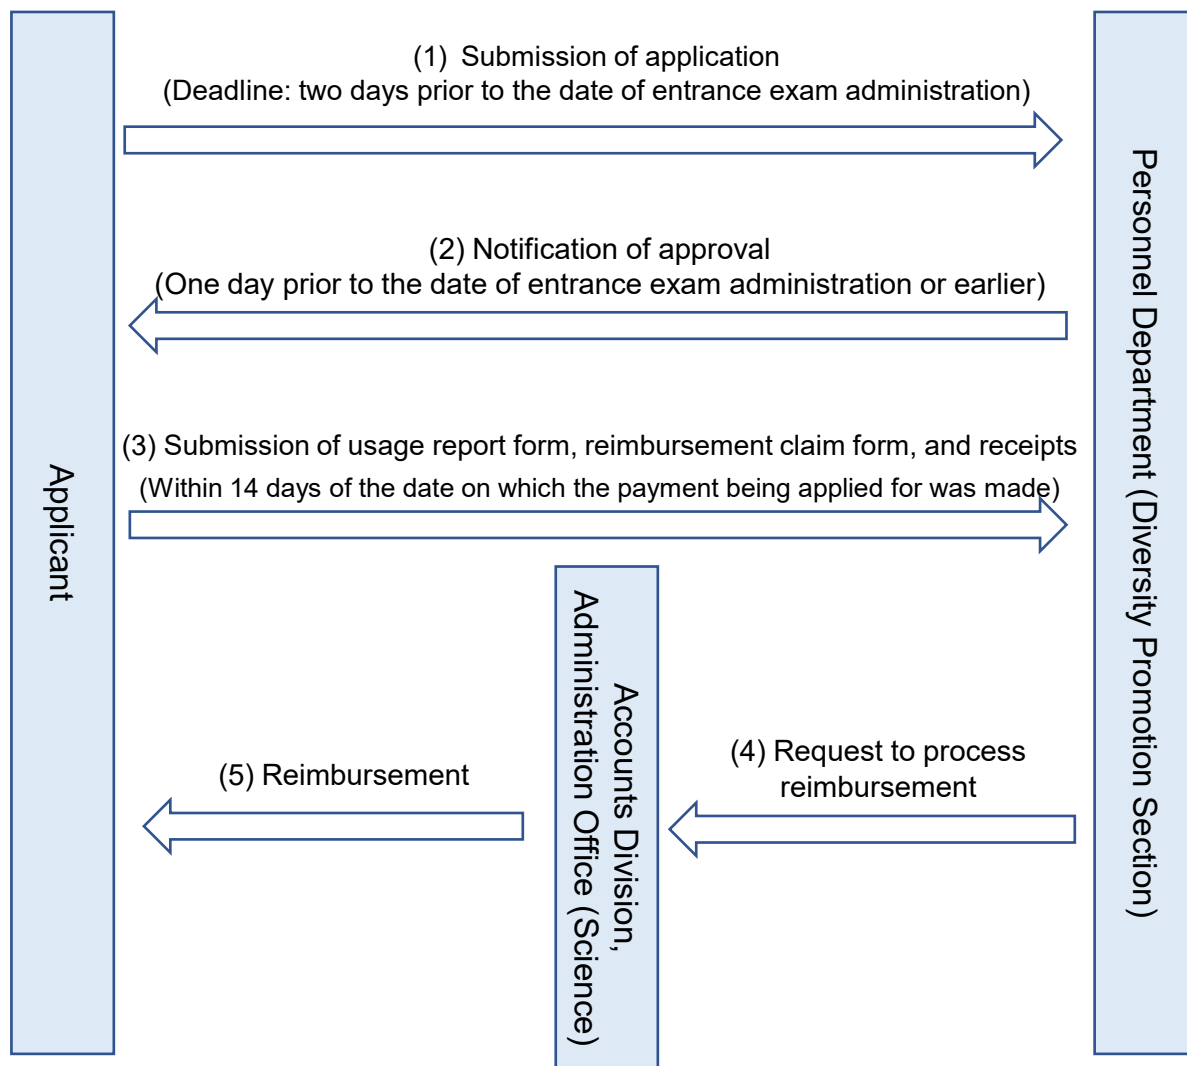 (1) Submission of application
(Deadline: two days prior to the date of entrance exam administration)
(2) Notification of approval
(One day prior to the date of entrance exam administration or earlier)
(3) Submission of usage report form, reimbursement claim form, and receipts
(Within 14 days of the date on which the payment being applied for was made)
Applicant
Personnel Department (Diversity Promotion Section)
Accounts Division,
Administration Office (Science)
(4) Request to process
reimbursement
(5) Reimbursement